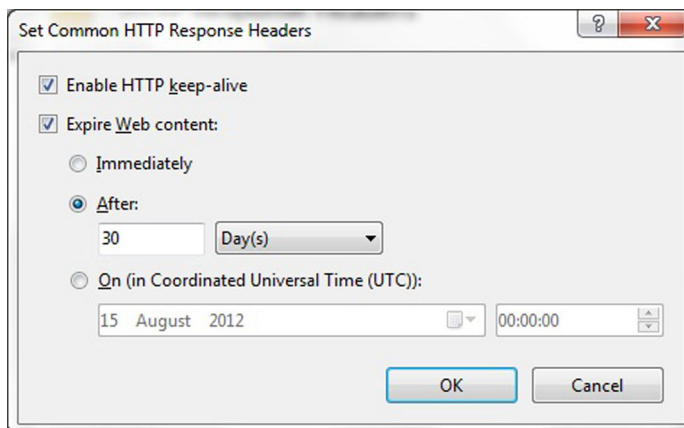 Set Common HTTP Response Headers
Enable HTTP keep-alive
Expire Web content:
Immediately
After:
30 Day(s)
On (in Coordinated Universal Time (UTC)):
15 August 2012 00:00:00
OK Cancel